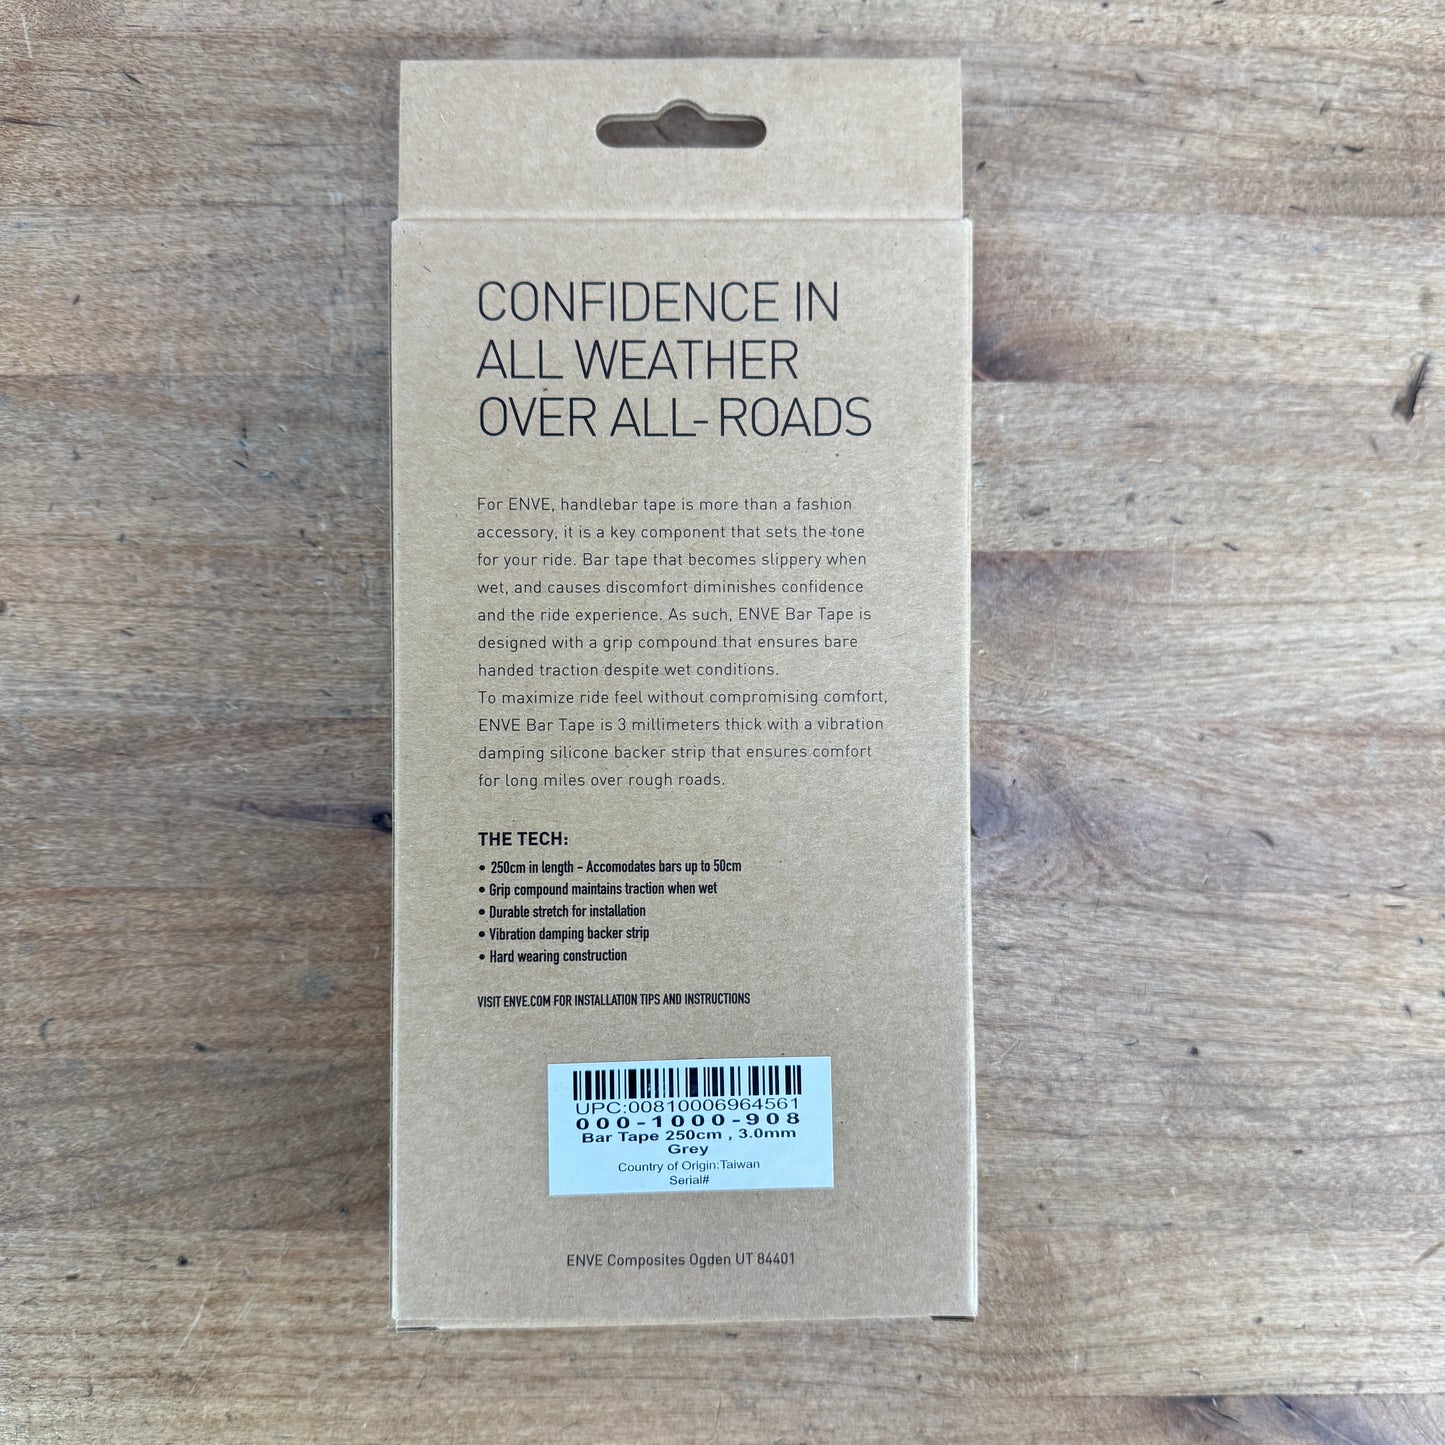 CONFIDENCE IN
ALL WEATHER
OVER ALL-ROADS
For ENVE, handlebar tape is more than a fashion
accessory, it is a key component that sets the tone
for your ride. Bar tape that becomes slippery when
wet, and causes discomfort diminishes confidence
and the ride experience. As such, ENVE Bar Tape is
designed with a grip compound that ensures bare
handed traction despite wet conditions.
To maximize ride feel without compromising comfort,
ENVE Bar Tape is 3 millimeters thick with a vibration
damping silicone backer strip that ensures comfort
for long miles over rough roads.
THE TECH:
• 250cm in length - Accomodates bars up to 50cm
• Grip compound maintains traction when wet
• Durable stretch for installation
• Vibration damping backer strip
• Hard wearing construction
VISIT ENVE.COM FOR INSTALLATION TIPS AND INSTRUCTIONS
UPC:00810006964561
000-1000-908
Bar Tape 250cm , 3.0mm
Grey
Country of Origin:Taiwan
Serial#
ENVE Composites Ogden UT 84401